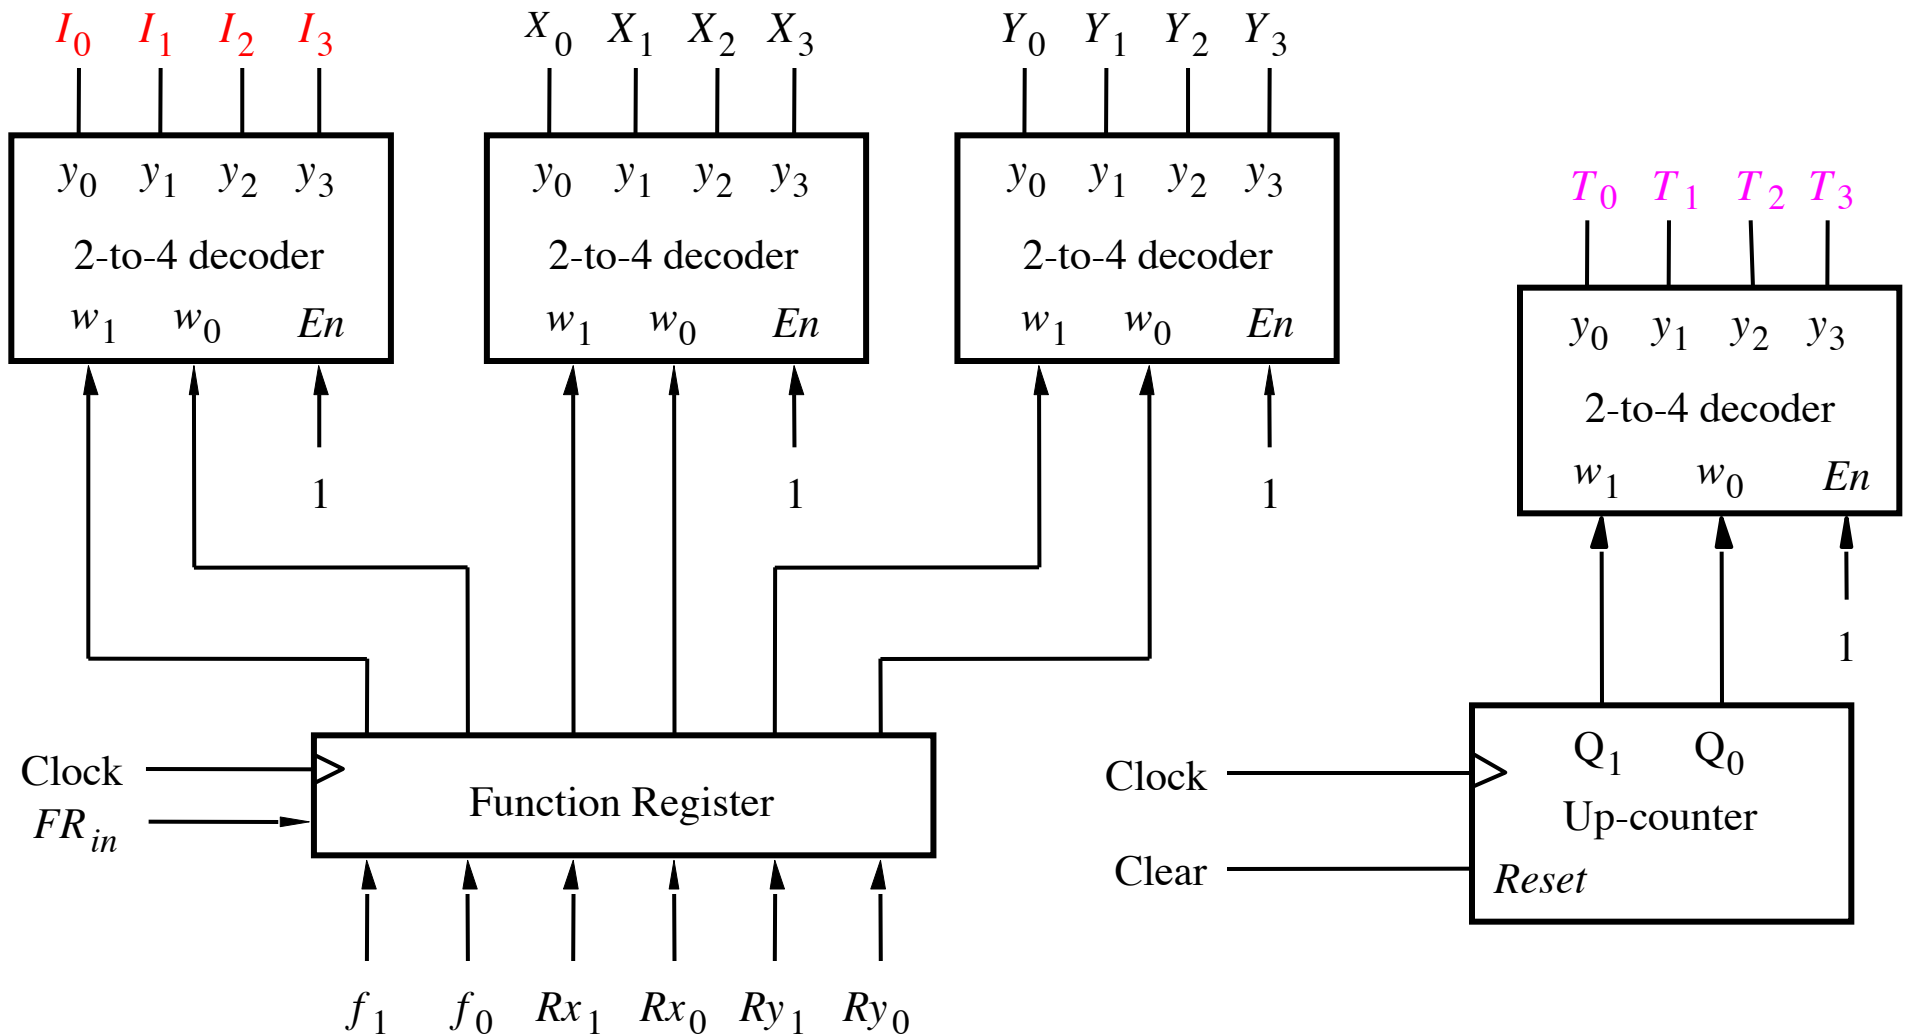 I0 I1 I2 I3 X0 X1 X2 X3 Y0 Y1 Y2 Y3
y0 y1 y2 y3 y0 y1 y2 y3 y0 y1 y2 y3
T0 T1 T2 T3
2-to-4 decoder 2-to-4 decoder 2-to-4 decoder
w1 w0 En w1 w0 En w1 w0 En
y0 y1 y2 y3
2-to-4 decoder
w1 w0 En
1 1 1
1
Q1 Q0
Clock Function Register Clock
FRin Up-counter
Clear Reset
f1 f0 Rx1 Rx0 Ry1 Ry0